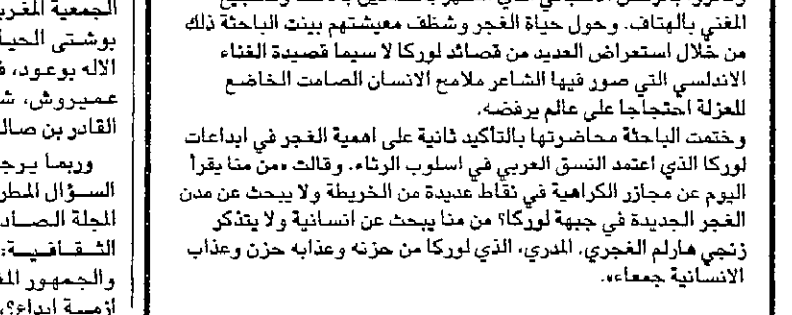 المغني بالهتاف. وحول حياة الغجر وشظف معيشتهم بينت الباحثة ذلك
من خلال استعراض العديد من قصائد لوركا لا سيما قصيدة الغناء
الاندلسي التي صور فيها الشاعر ملامح الانسان الصامت الخاضع
للعزلة احتجاجا على عالم يرفضه.
وختمت الباحثة محاضرتها بالتأكيد ثانية على اهمية الغجر في ابداعات
لوركا الذي اعتمد النسق العربي في اسلوب الرثاء. وقالت «من منا يقرأ
اليوم عن مجازر الكراهية في نقاط عديدة من الخريطة ولا يبحث عن مدن
الغجر الجديدة في جبهة لوركا؟ من منا يبحث عن انسانية ولا يتذكر
زنجي هارلم الغجري. المدري، الذي لوركا من حزنه وعذابه حزن وعذاب
الانسانية جمعاء».
الجمعية المغر
بوشتى الحيا
الاله بوعود، ف
عميروش، ش
القادر بن صال
وربما يرج
السؤال المطر
المجلة الصاد
الثقافية:
والجمهور الم
ازمة ابداع؟،